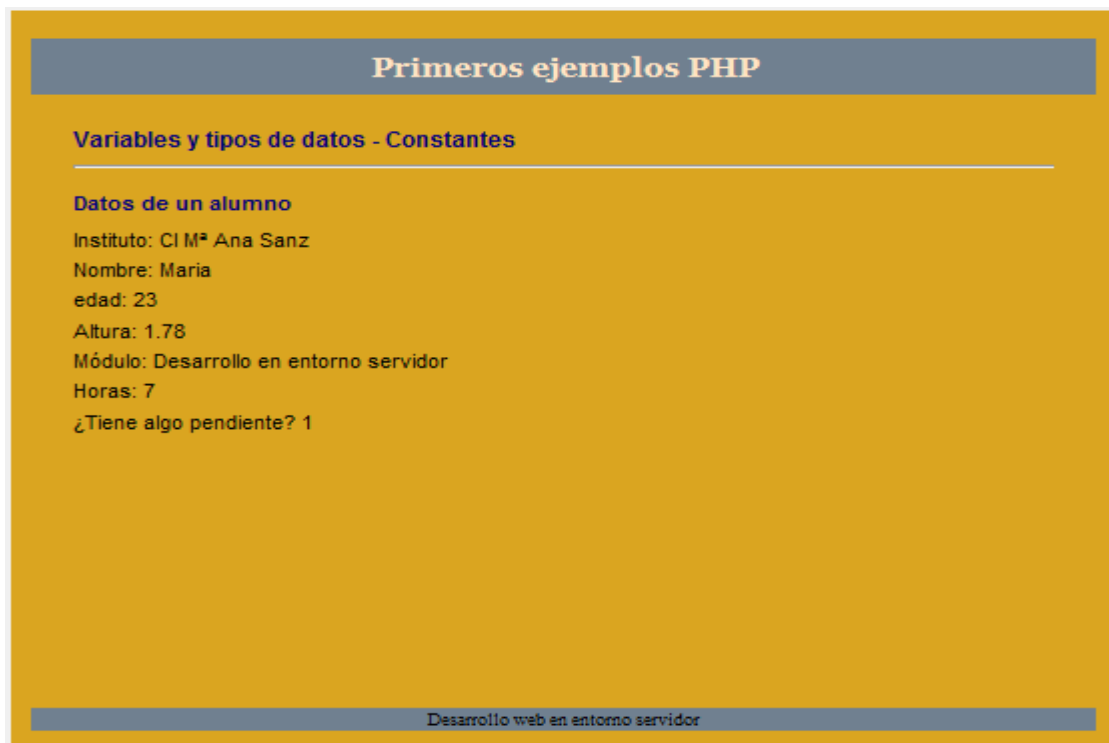 Primeros ejemplos PHP
Variables y tipos de datos - Constantes
Datos de un alumno
Instituto: CI Mª Ana Sanz
Nombre: Maria
edad: 23
Altura: 1.78
Módulo: Desarrollo en entorno servidor
Horas: 7
¿Tiene algo pendiente? 1
Desarrollo web en entorno servidor